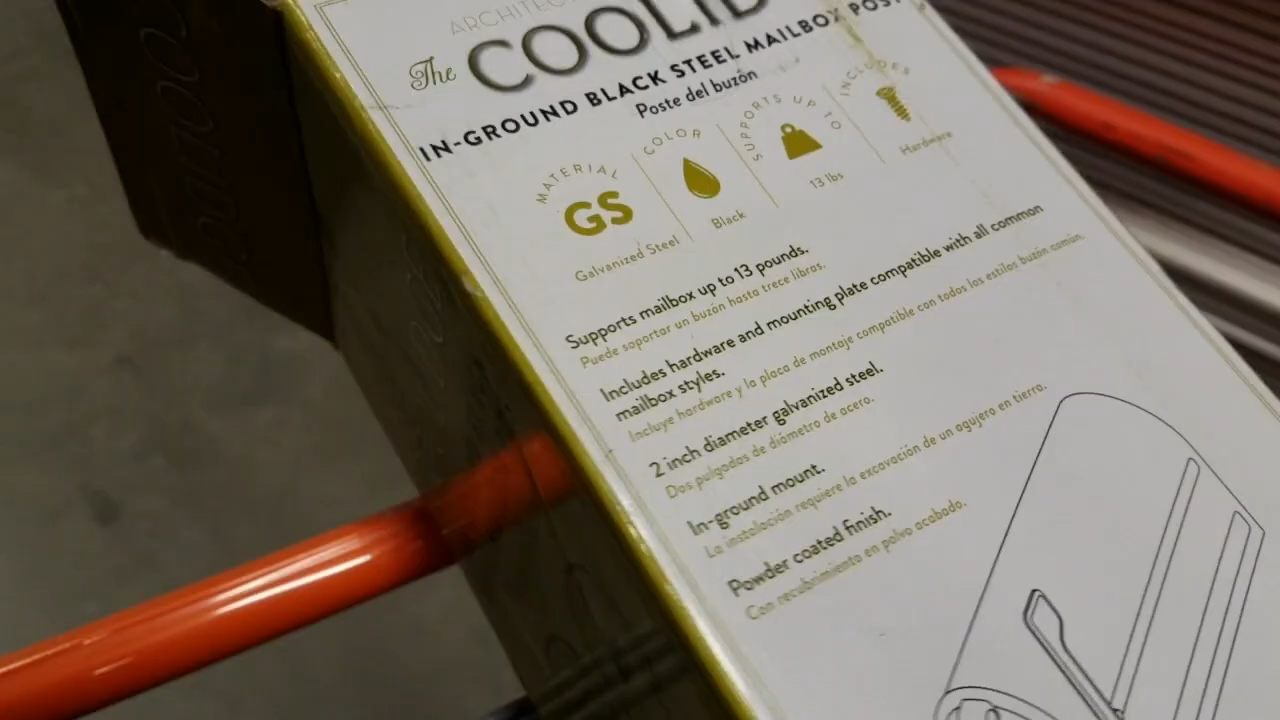 The COOLID
IN-GROUND BLACK STEEL MAILBOX POST
Poste del buzón
MATERIAL
GS
Galvanized Steel
COLOR
Black
SUPPORTS UP TO
13 lbs
INCLUDES
Hardware
Supports mailbox up to 13 pounds.
Puede soportar un buzón hasta trece libras.
Includes hardware and mounting plate compatible with all common
mailbox styles.
Incluye hardware y la placa de montaje compatible con todos los estilos buzón común.
2 inch diameter galvanized steel.
Dos pulgadas de diámetro de acero.
In-ground mount.
La instalación requiere la excavación de un agujero en tierra.
Powder coated finish.
Con recubrimiento en polvo acabado.